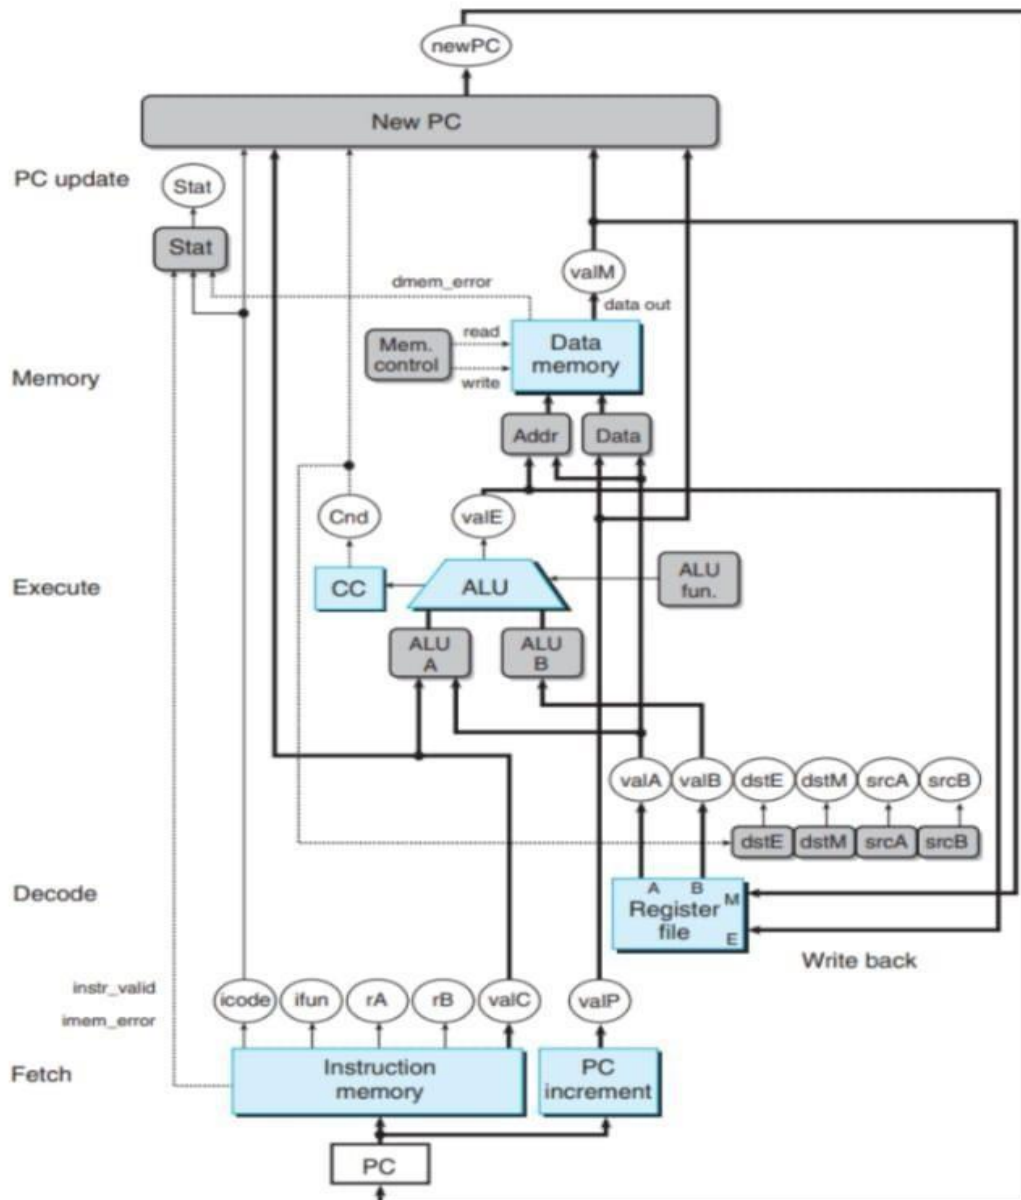 newPC
New PC
PC update
Stat
Stat
valM
dmem_error
data out
read
Mem.
control
write
Data
memory
Memory
Addr
Data
Cnd
valE
Execute
CC
ALU
ALU
fun.
ALU
A
ALU
B
valA
valB
dstE
dstM
srcA
srcB
dstE
dstM
srcA
srcB
Decode
A
B
M
Register
file
E
Write back
instr_valid
imem_error
icode
ifun
rA
rB
valC
valP
Fetch
Instruction
memory
PC
increment
PC